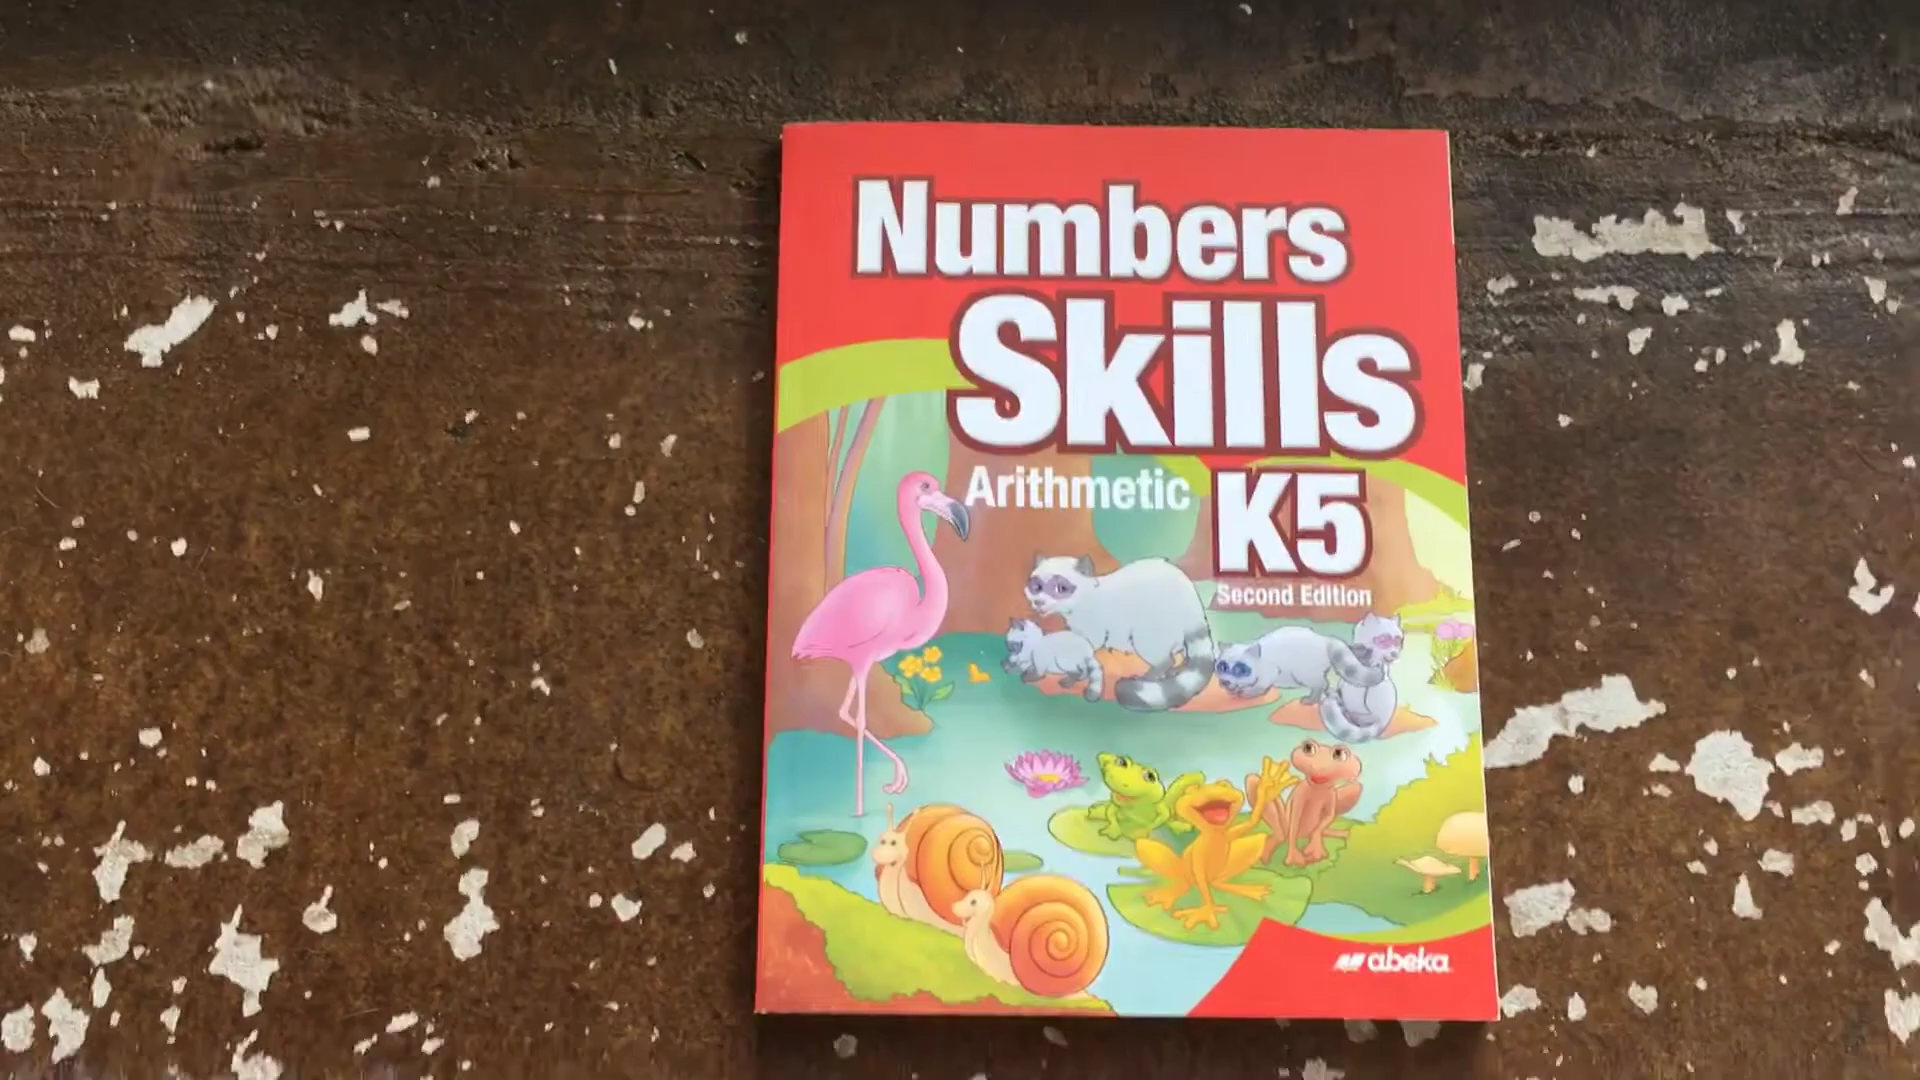 Numbers
Skills
Arithmetic K5
Second Edition
abeka